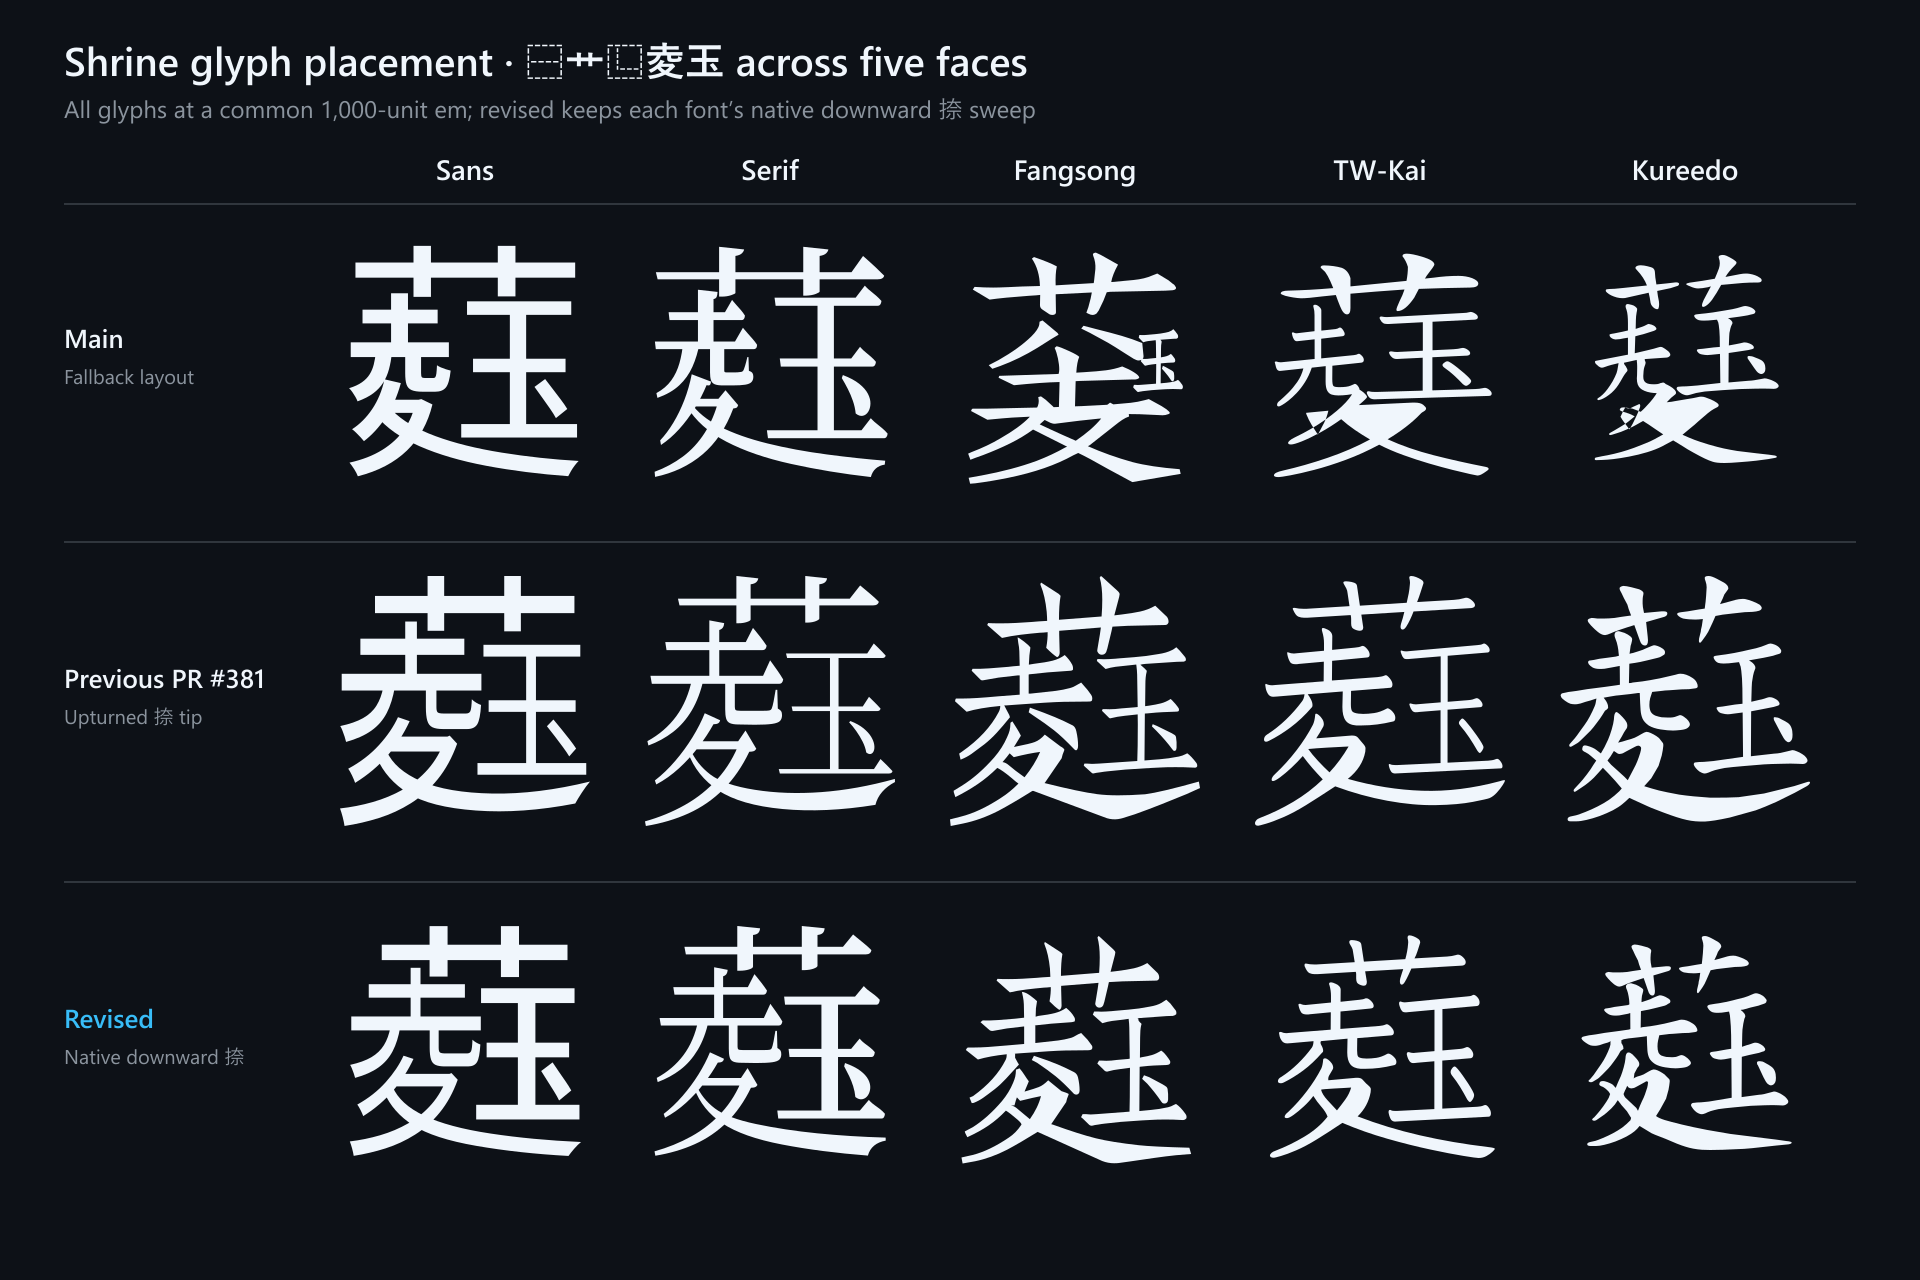 Shrine glyph placement · ⿱艹⿺夌玉 across five faces
All glyphs at a common 1,000-unit em; revised keeps each font’s native downward 捺 sweep
Sans Serif Fangsong TW-Kai Kureedo
Main
Fallback layout
Previous PR #381
Upturned 捺 tip
Revised
Native downward 捺